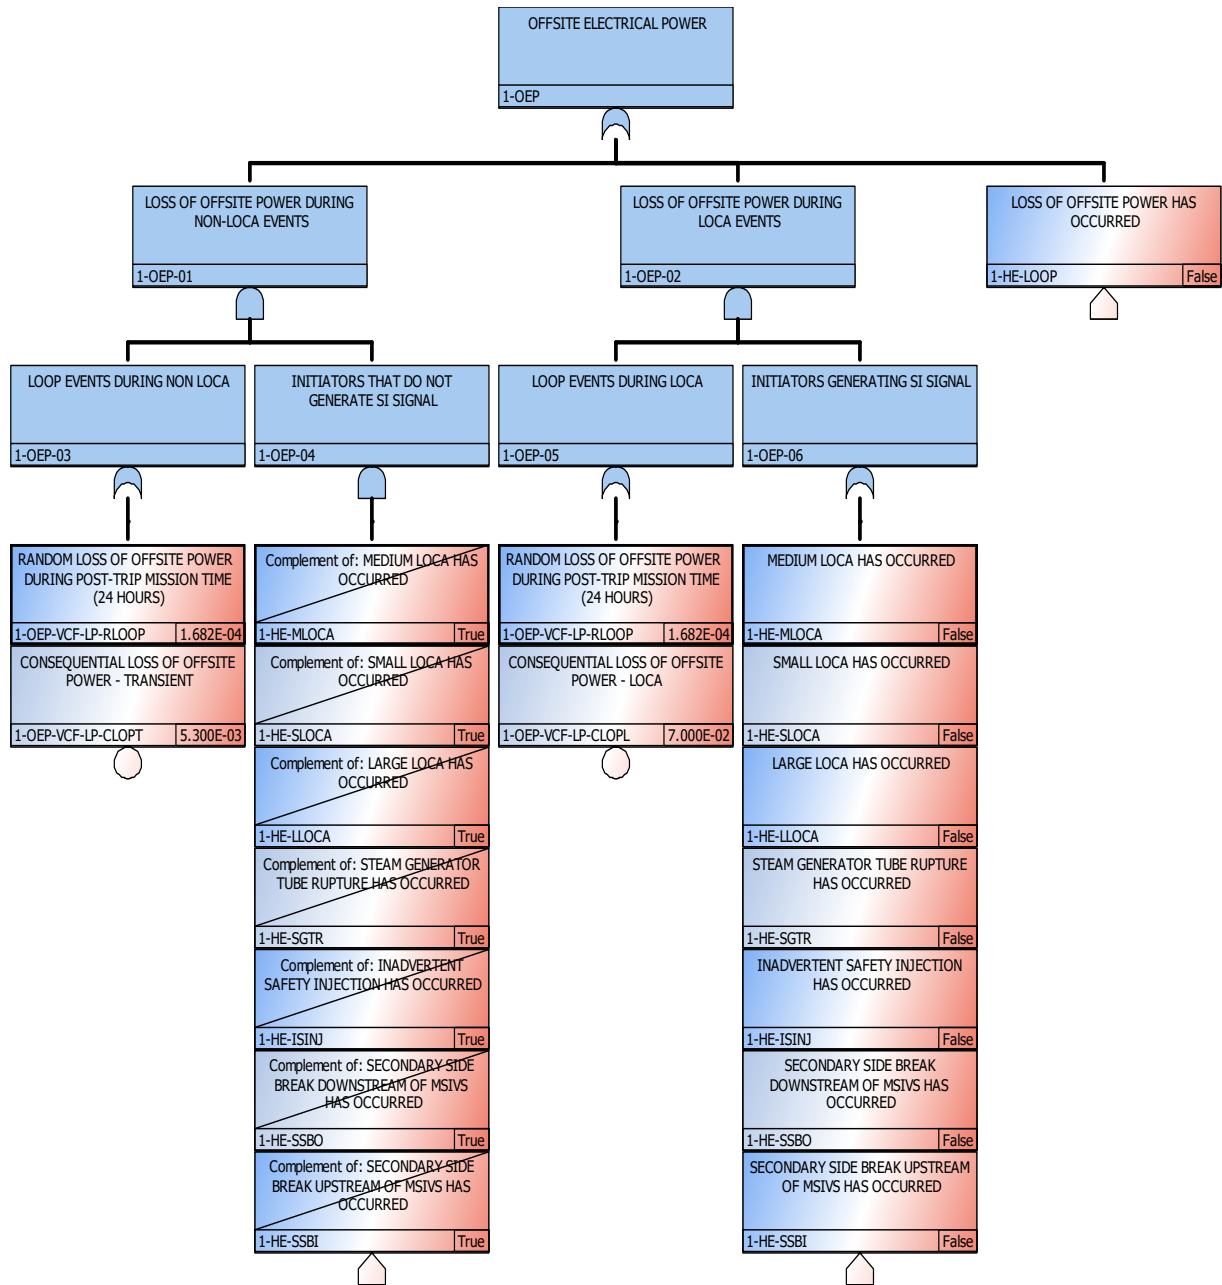 OFFSITE ELECTRICAL POWER
1-OEP
LOSS OF OFFSITE POWER DURING
NON-LOCA EVENTS
1-OEP-01
LOSS OF OFFSITE POWER DURING
LOCA EVENTS
1-OEP-02
LOSS OF OFFSITE POWER HAS
OCCURRED
1-HE-LOOP False
LOOP EVENTS DURING NON LOCA
1-OEP-03
INITIATORS THAT DO NOT
GENERATE SI SIGNAL
1-OEP-04
LOOP EVENTS DURING LOCA
1-OEP-05
INITIATORS GENERATING SI SIGNAL
1-OEP-06
RANDOM LOSS OF OFFSITE POWER
DURING POST-TRIP MISSION TIME
(24 HOURS)
1-OEP-VCF-LP-RLOOP 1.682E-04
CONSEQUENTIAL LOSS OF OFFSITE
POWER - TRANSIENT
1-OEP-VCF-LP-CLOPT 5.300E-03
Complement of: MEDIUM LOCA HAS
OCCURRED
1-HE-MLOCA True
Complement of: SMALL LOCA HAS
OCCURRED
1-HE-SLOCA True
Complement of: LARGE LOCA HAS
OCCURRED
1-HE-LLOCA True
Complement of: STEAM GENERATOR
TUBE RUPTURE HAS OCCURRED
1-HE-SGTR True
Complement of: INADVERTENT
SAFETY INJECTION HAS OCCURRED
1-HE-ISINJ True
Complement of: SECONDARY SIDE
BREAK DOWNSTREAM OF MSIVS
HAS OCCURRED
1-HE-SSBO True
Complement of: SECONDARY SIDE
BREAK UPSTREAM OF MSIVS HAS
OCCURRED
1-HE-SSBI True
RANDOM LOSS OF OFFSITE POWER
DURING POST-TRIP MISSION TIME
(24 HOURS)
1-OEP-VCF-LP-RLOOP 1.682E-04
CONSEQUENTIAL LOSS OF OFFSITE
POWER - LOCA
1-OEP-VCF-LP-CLOPL 7.000E-02
MEDIUM LOCA HAS OCCURRED
1-HE-MLOCA False
SMALL LOCA HAS OCCURRED
1-HE-SLOCA False
LARGE LOCA HAS OCCURRED
1-HE-LLOCA False
STEAM GENERATOR TUBE RUPTURE
HAS OCCURRED
1-HE-SGTR False
INADVERTENT SAFETY INJECTION
HAS OCCURRED
1-HE-ISINJ False
SECONDARY SIDE BREAK
DOWNSTREAM OF MSIVS HAS
OCCURRED
1-HE-SSBO False
SECONDARY SIDE BREAK UPSTREAM
OF MSIVS HAS OCCURRED
1-HE-SSBI False